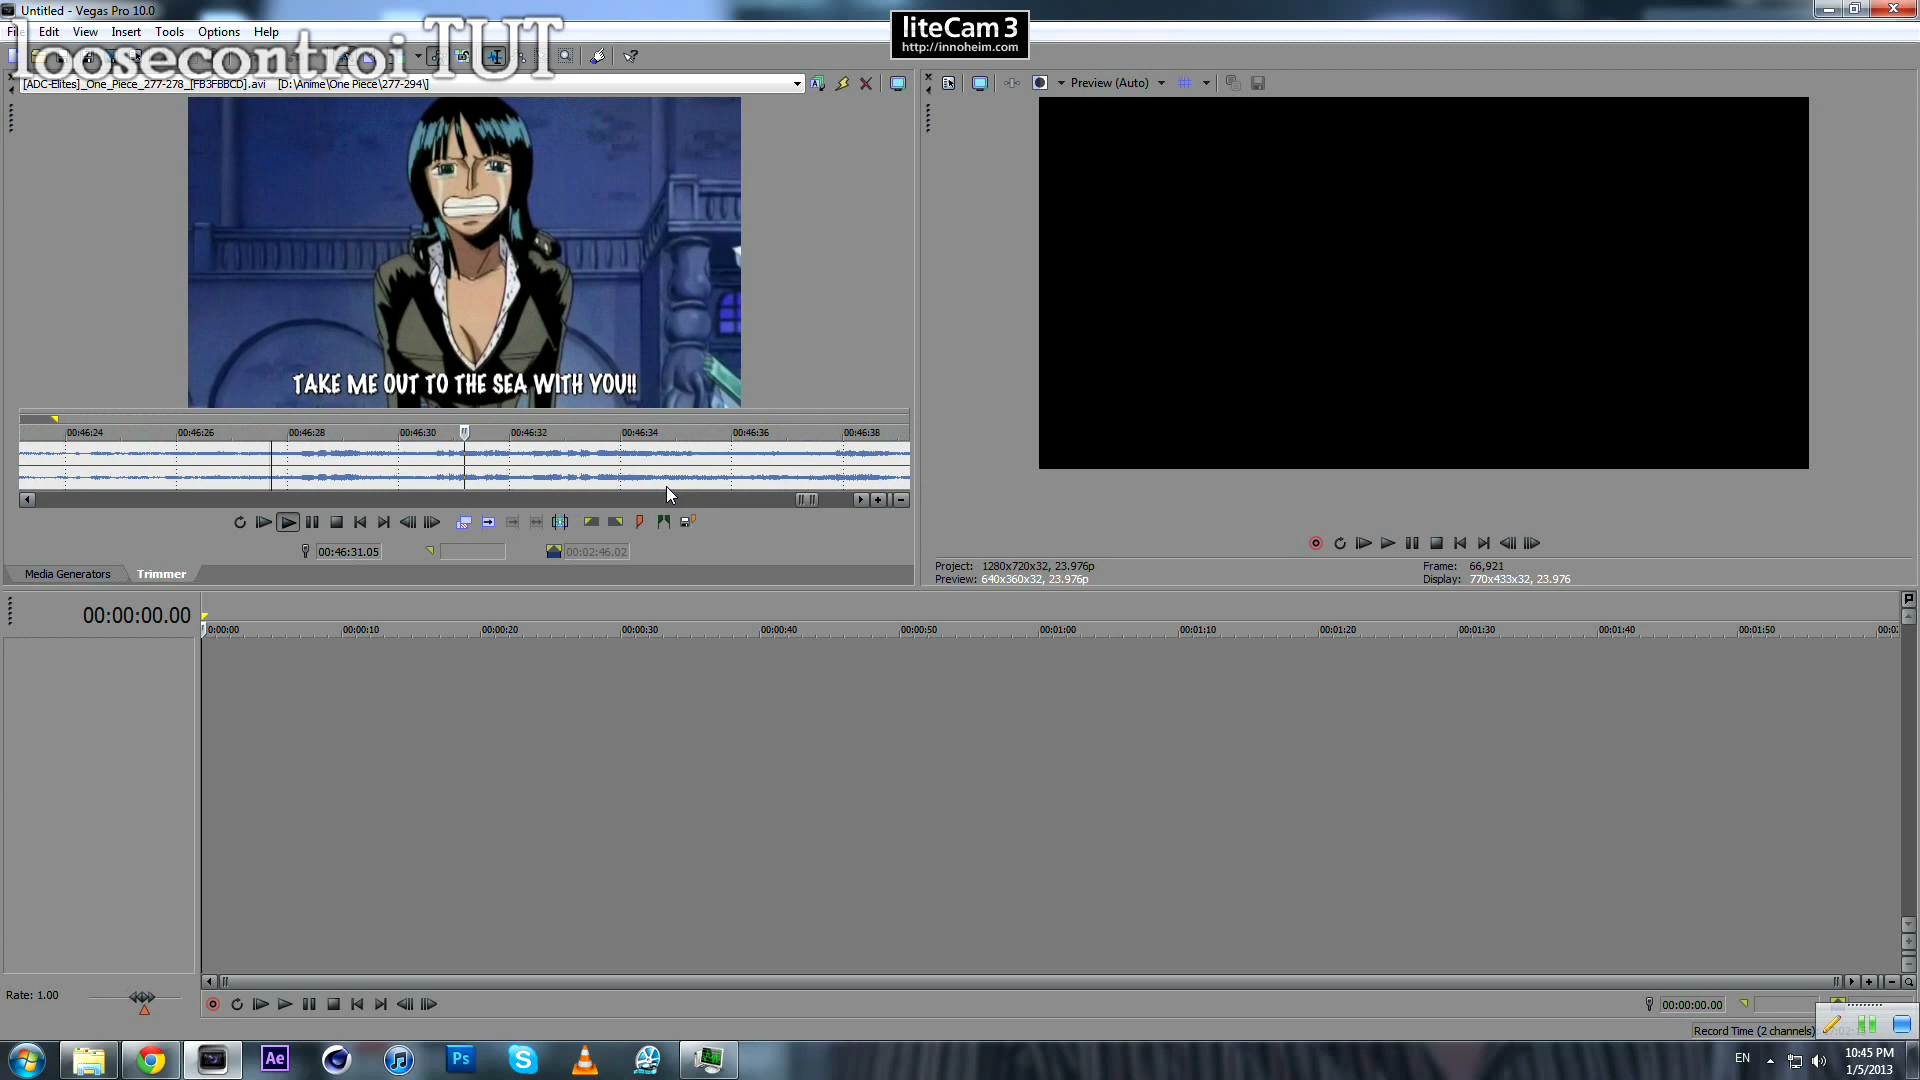 Untitled - Vegas Pro 10.0
liteCam 3
http://innoheim.com
Edit View Insert Tools Options Help
loosecontroi TUT
[ADC-Elites]_One_Piece_277-278_[FB3FBBCD].avi [D:\Anime\One Piece\277-294\]
Preview (Auto)
TAKE ME OUT TO THE SEA WITH YOU!!
00:46:24 00:46:26 00:46:28 00:46:30 00:46:32 00:46:34 00:46:36 00:46:38
00:46:31.05 00:02:46.02
Media Generators Trimmer
Project: 1280x720x32, 23.976p Frame: 66,921
Preview: 640x360x32, 23.976p Display: 770x433x32, 23.976
00:00:00.00
0:00:00 00:00:10 00:00:20 00:00:30 00:00:40 00:00:50 00:01:00 00:01:10 00:01:20 00:01:30 00:01:40 00:01:50
Rate: 1.00
00:00:00.00
Record Time (2 channels)
Ae Ps
EN
10:45 PM
1/5/2013